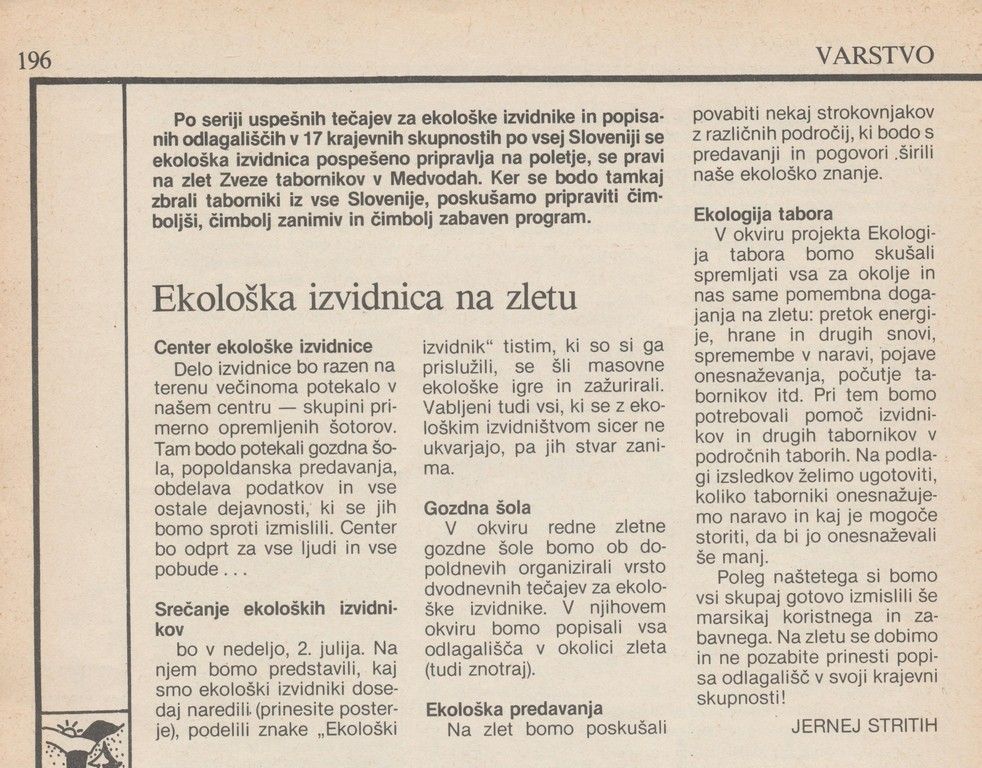 196
VARSTVO
Po seriji uspešnih tečajev za ekološke izvidnike in popisa-
nih odlagališčih v 17 krajevnih skupnostih po vsej Sloveniji se
ekološka izvidnica pospešeno pripravlja na poletje, se pravi
na zlet Zveze tabornikov v Medvodah. Ker se bodo tamkaj
zbrali taborniki iz vse Slovenije, poskušamo pripraviti čim-
boljši, čimbolj zanimiv in čimbolj zabaven program.
Ekološka izvidnica na zletu
Center ekološke izvidnice
Delo izvidnice bo razen na
terenu večinoma potekalo v
našem centru — skupini pri-
merno opremljenih šotorov.
Tam bodo potekali gozdna šo-
la, popoldanska predavanja,
obdelava podatkov in vse
ostale dejavnosti, ki se jih
bomo sproti izmislili. Center
bo odprt za vse ljudi in vse
pobude . . .
Srečanje ekoloških izvidni-
kov
bo v nedeljo, 2. julija. Na
njem bomo predstavili, kaj
smo ekološki izvidniki dose-
daj naredili (prinesite poster-
je), podelili znake „Ekološki
izvidnik“ tistim, ki so si ga
prislužili, se šli masovne
ekološke igre in zažurirali.
Vabljeni tudi vsi, ki se z eko-
loškim izvidništvom sicer ne
ukvarjajo, pa jih stvar zani-
ma.
Gozdna šola
V okviru redne zletne
gozdne šole bomo ob do-
poldnevih organizirali vrsto
dvodnevnih tečajev za ekolo-
ške izvidnike. V njihovem
okviru bomo popisali vsa
odlagališča v okolici zleta
(tudi znotraj).
Ekološka predavanja
Na zlet bomo poskušali
povabiti nekaj strokovnjakov
z različnih področij, ki bodo s
predavanji in pogovori .širili
naše ekološko znanje.
Ekologija tabora
V okviru projekta Ekologi-
ja tabora bomo skušali
spremljati vsa za okolje in
nas same pomembna doga-
janja na zletu: pretok energi-
je, hrane in drugih snovi,
spremembe v naravi, pojave
onesnaževanja, počutje ta-
bornikov itd. Pri tem bomo
potrebovali pomoč izvidni-
kov in drugih tabornikov v
področnih taborih. Na podla-
gi izsledkov želimo ugotoviti,
koliko taborniki onesnažuje-
mo naravo in kaj je mogoče
storiti, da bi jo onesnaževali
še manj.
Poleg naštetega si bomo
vsi skupaj gotovo izmislili še
marsikaj koristnega in za-
bavnega. Na zletu se dobimo
in ne pozabite prinesti popi-
sa odlagališč v svoji krajevni
skupnosti!
JERNEJ STRITIH